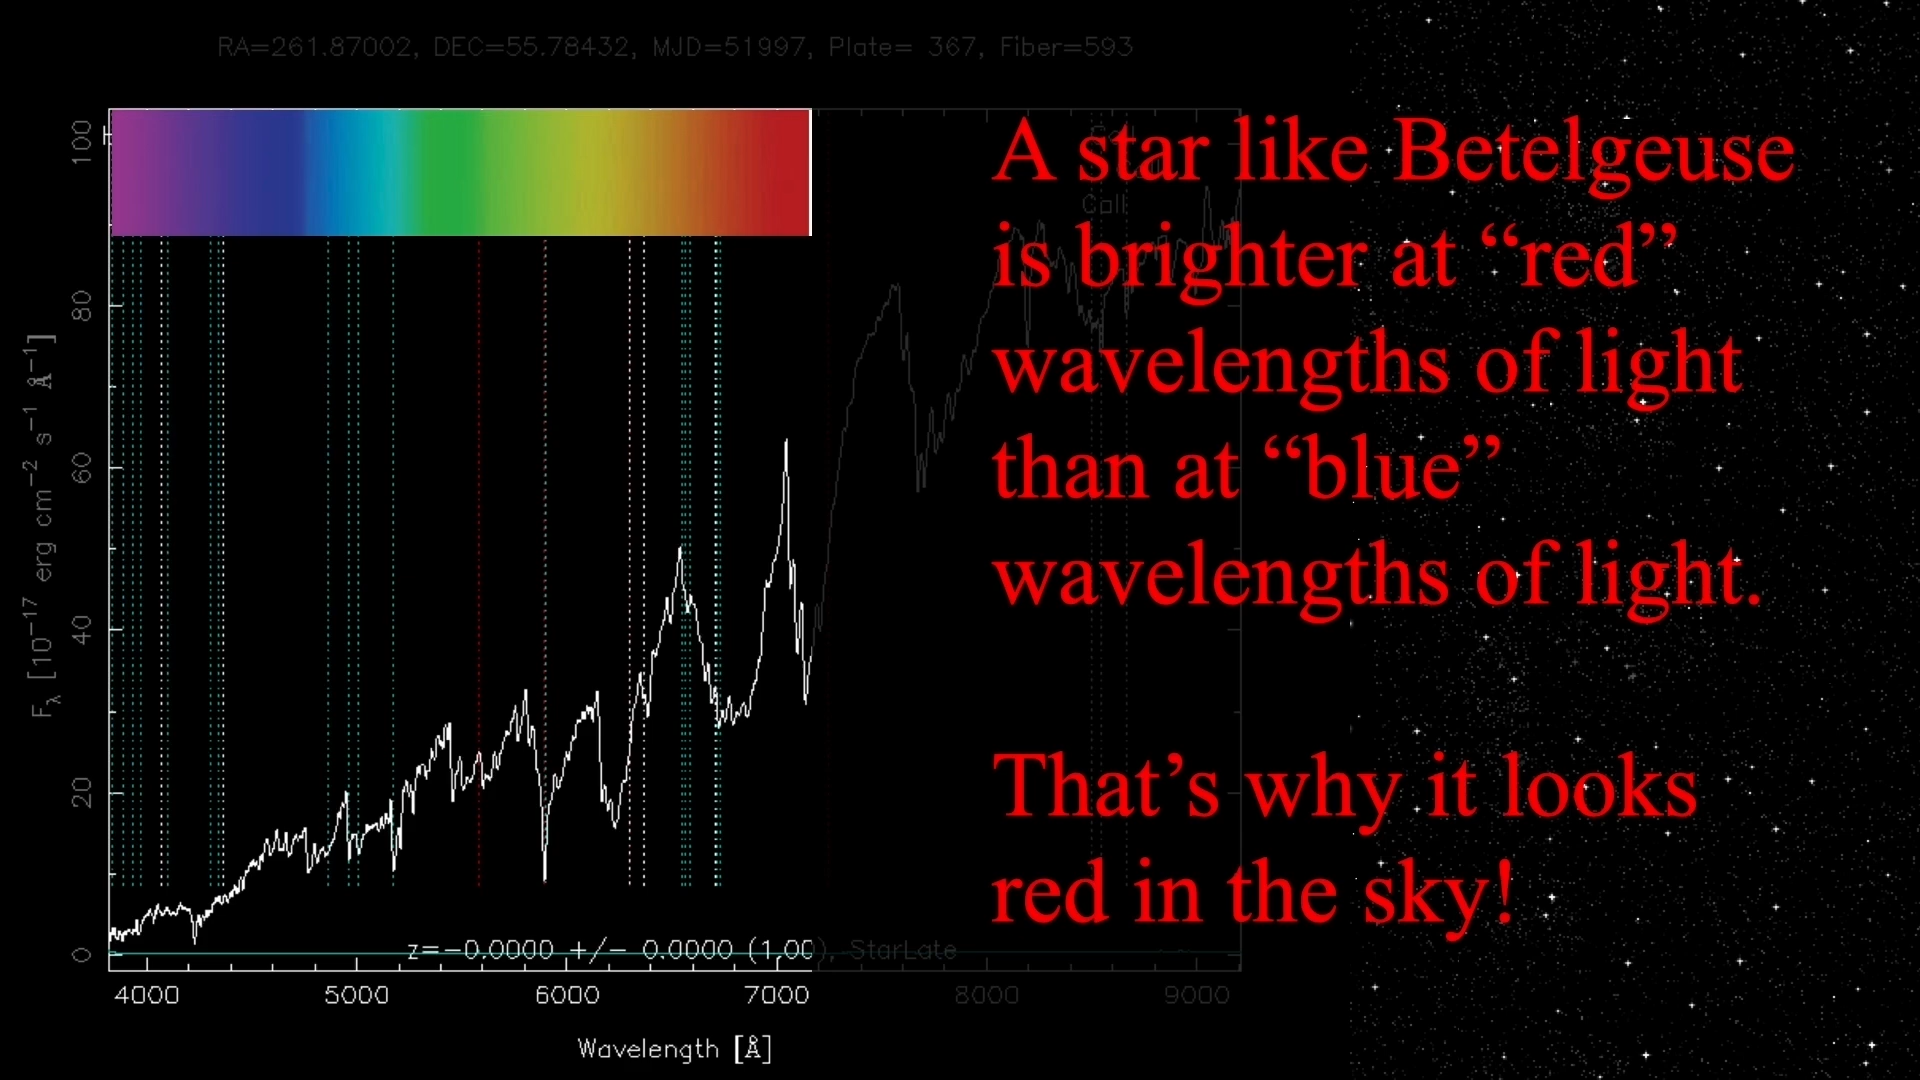 RA=261.87002, DEC=55.78432, MJD=51997, Plate= 367, Fiber=593
A star like Betelgeuse
is brighter at “red”
wavelengths of light
than at “blue”
wavelengths of light.
That’s why it looks
red in the sky!
CaII
100
80
60
40
20
0
F_λ [10⁻¹⁷ erg cm⁻² s⁻¹ Å⁻¹]
z=−0.0000 +/− 0.0000 (1.00), StarLate
4000 5000 6000 7000 8000 9000
Wavelength [Å]